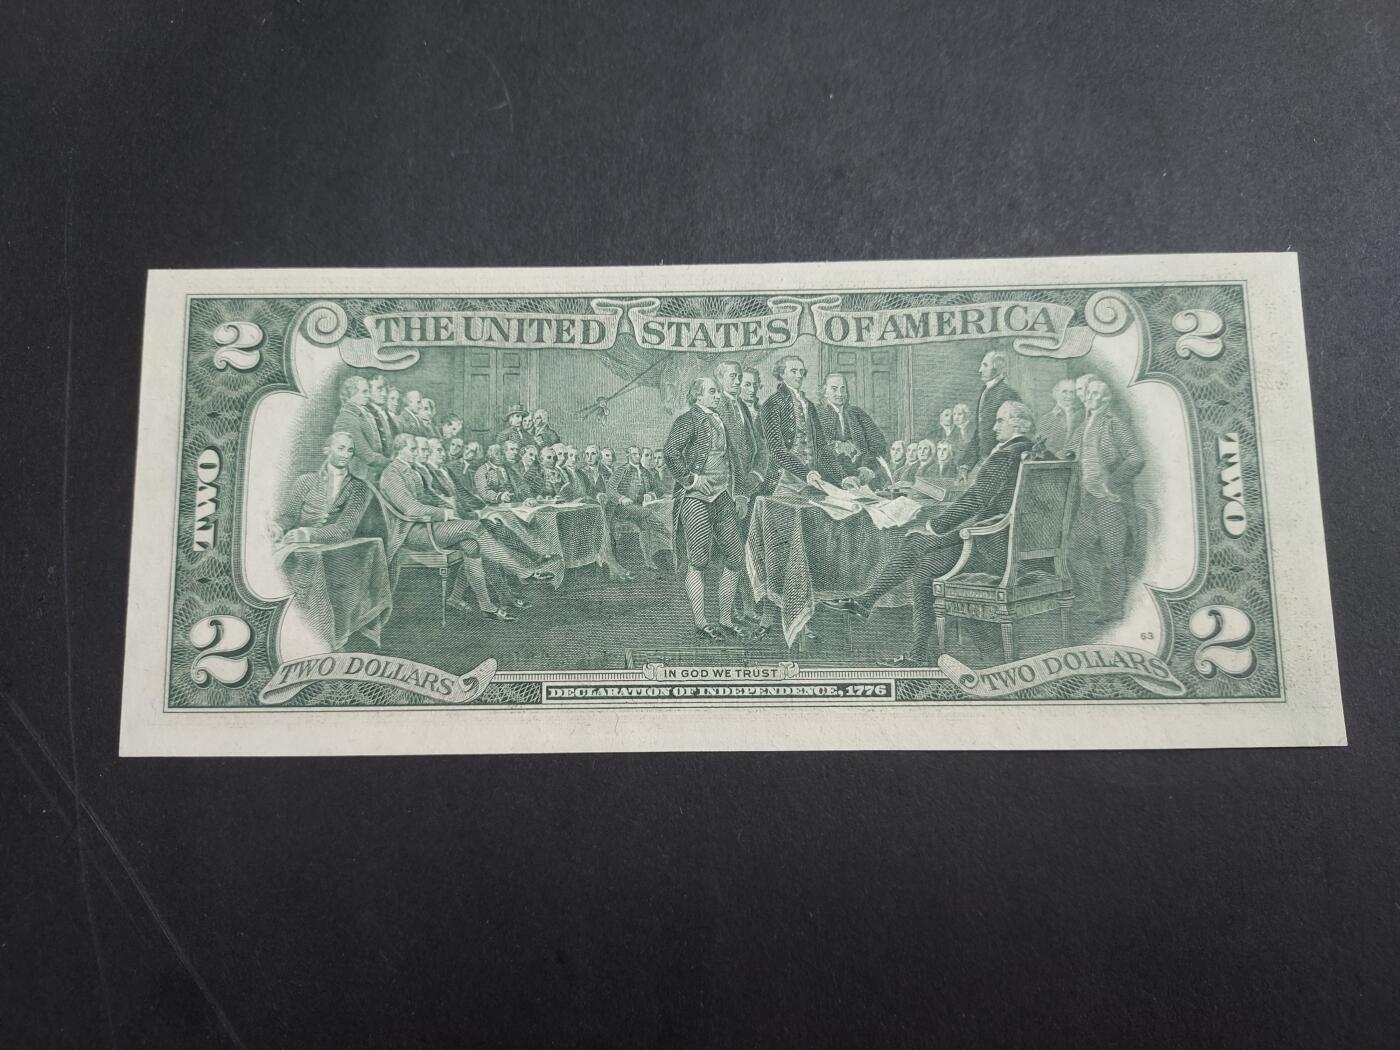 THE UNITED STATES OF AMERICA
2
2
TWO
TWO
63
2
2
TWO DOLLARS
IN GOD WE TRUST
TWO DOLLARS
DECLARATION OF INDEPENDENCE, 1776